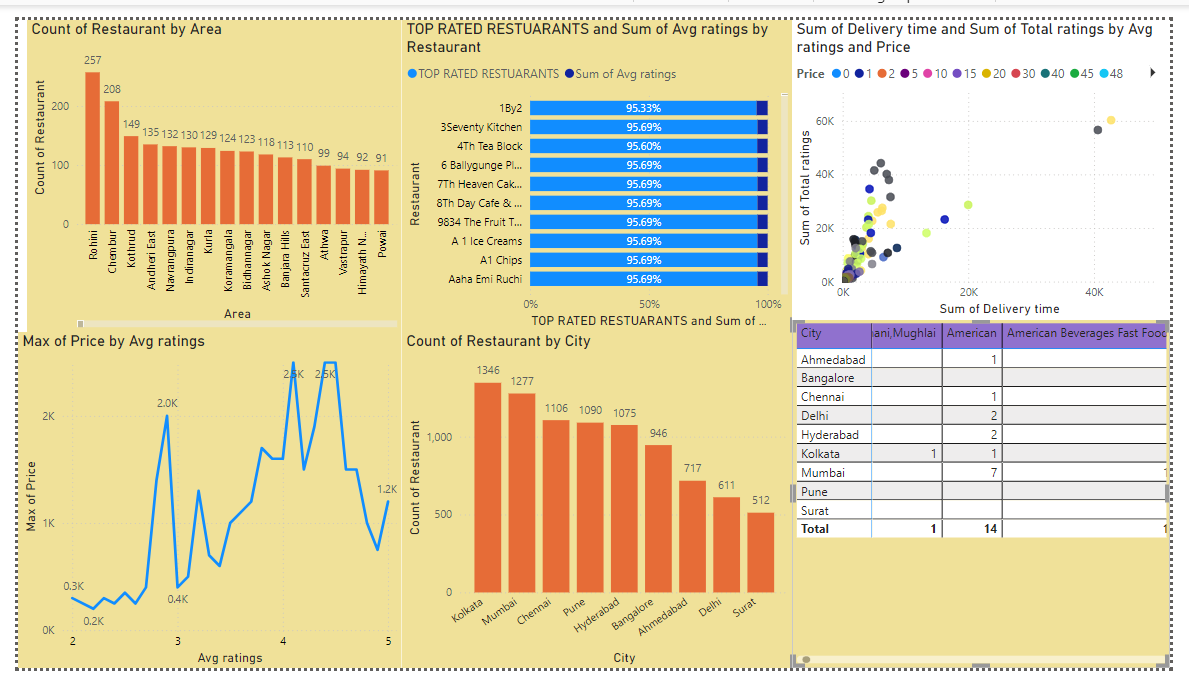 Count of Restaurant by Area
Count of Restaurant
200
100
0
257
208
149
135
132
130
129
124
123
118
113
110
99
94
92
91
Rohini
Chembur
Kothrud
Andheri East
Navrangpura
Indiranagar
Kurla
Koramangala
Bidhannagar
Ashok Nagar
Banjara Hills
Santacruz East
Athwa
Vastrapur
Himayath N...
Powai
Area
TOP RATED RESTUARANTS and Sum of Avg ratings by
Restaurant
TOP RATED RESTUARANTS Sum of Avg ratings
Restaurant
1By2 95.33%
3Seventy Kitchen 95.69%
4Th Tea Block 95.60%
6 Ballygunge Pl... 95.69%
7Th Heaven Cak... 95.69%
8Th Day Cafe & ... 95.69%
9834 The Fruit T... 95.69%
A 1 Ice Creams 95.69%
A1 Chips 95.69%
Aaha Emi Ruchi 95.69%
0% 50% 100%
TOP RATED RESTUARANTS and Sum of ...
Sum of Delivery time and Sum of Total ratings by Avg
ratings and Price
Price 0 1 2 5 10 15 20 30 40 45 48
Sum of Total ratings
60K
40K
20K
0K
0K 20K 40K
Sum of Delivery time
Max of Price by Avg ratings
Max of Price
2K
1K
0K
0.3K
0.2K
2.0K
0.4K
2.5K
2.5K
1.2K
2 3 4 5
Avg ratings
Count of Restaurant by City
Count of Restaurant
1,000
500
0
1346
1277
1106
1090
1075
946
717
611
512
Kolkata
Mumbai
Chennai
Pune
Hyderabad
Bangalore
Ahmedabad
Delhi
Surat
City
City ani,Mughlai American American Beverages Fast Food
Ahmedabad 1
Bangalore
Chennai 1
Delhi 2
Hyderabad 2
Kolkata 1 1
Mumbai 7 1
Pune
Surat
Total 1 14 1